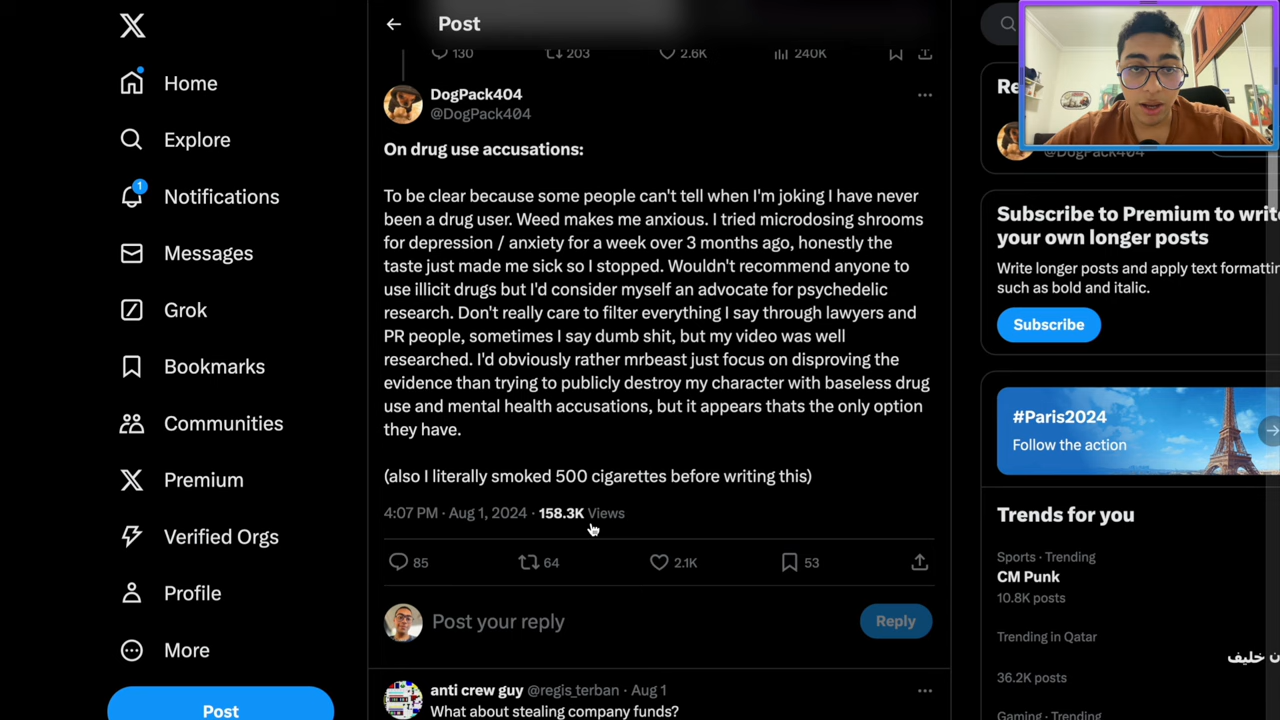 Post
130 203 2.6K 240K
Home
Explore
Notifications
1
Messages
Grok
Bookmarks
Communities
Premium
Verified Orgs
Profile
More
Post
DogPack404
@DogPack404
On drug use accusations:
To be clear because some people can't tell when I'm joking I have never
been a drug user. Weed makes me anxious. I tried microdosing shrooms
for depression / anxiety for a week over 3 months ago, honestly the
taste just made me sick so I stopped. Wouldn't recommend anyone to
use illicit drugs but I'd consider myself an advocate for psychedelic
research. Don't really care to filter everything I say through lawyers and
PR people, sometimes I say dumb shit, but my video was well
researched. I'd obviously rather mrbeast just focus on disproving the
evidence than trying to publicly destroy my character with baseless drug
use and mental health accusations, but it appears thats the only option
they have.
(also I literally smoked 500 cigarettes before writing this)
4:07 PM · Aug 1, 2024 · 158.3K Views
85 64 2.1K 53
Post your reply
Reply
anti crew guy @regis_terban · Aug 1
What about stealing company funds?
Re
@DogPack404
Subscribe to Premium to write
your own longer posts
Write longer posts and apply text formattin
such as bold and italic.
Subscribe
#Paris2024
Follow the action
Trends for you
Sports · Trending
CM Punk
10.8K posts
Trending in Qatar
ن خليف
36.2K posts
Gaming · Trending